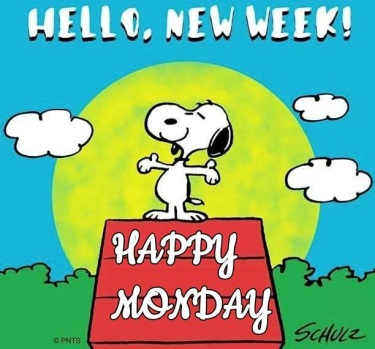 HELLO, NEW WEEK!
HAPPY
MONDAY
© PNTS
SCHULZ